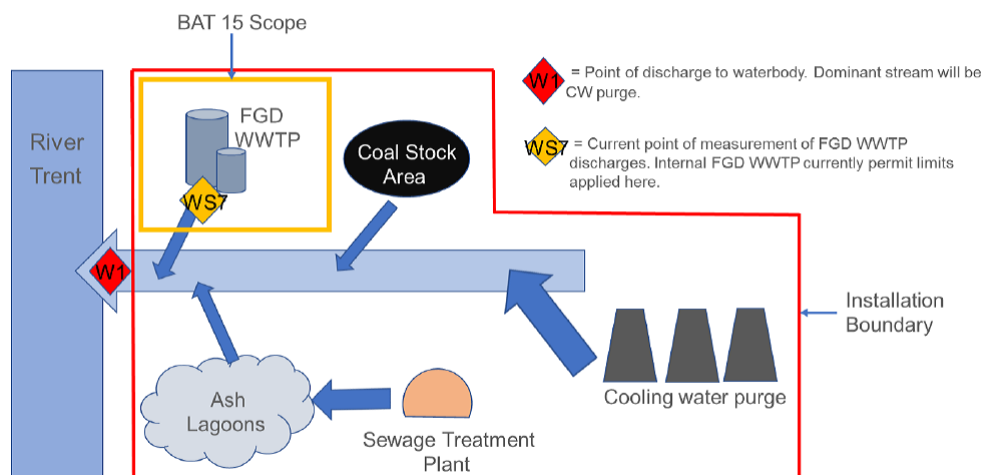 BAT 15 Scope
W1 = Point of discharge to waterbody. Dominant stream will be
CW purge.
River
Trent
FGD
WWTP
WS7
Coal Stock
Area
WS7 = Current point of measurement of FGD WWTP
discharges. Internal FGD WWTP currently permit limits
applied here.
W1
Installation
Boundary
Ash
Lagoons
Sewage Treatment
Plant
Cooling water purge